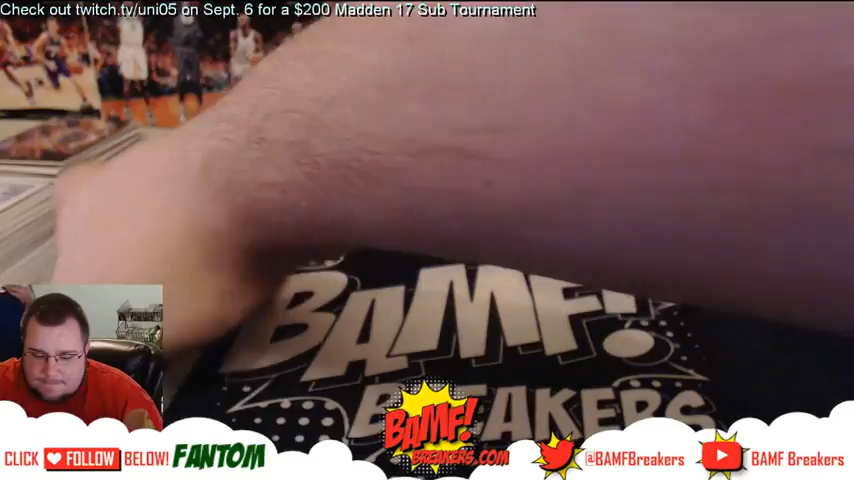 Check out twitch.tv/uni05 on Sept. 6 for a $200 Madden 17 Sub Tournament
BAMF!
BREAKERS
CLICK FOLLOW BELOW! FANTOM
BAMF!
BREAKERS.COM
@BAMFBreakers
BAMF Breakers